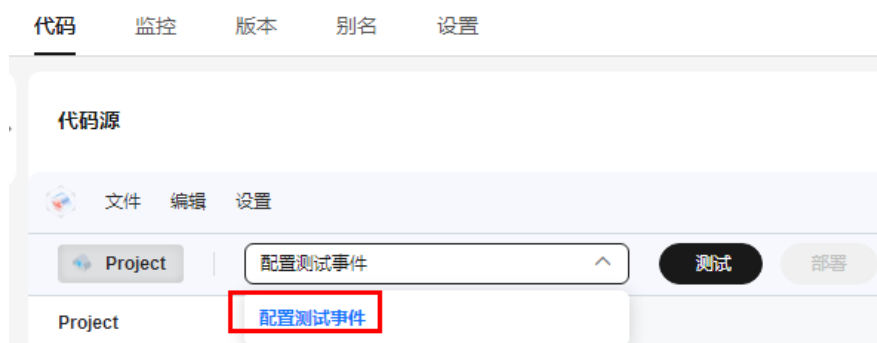 代码 监控 版本 别名 设置
代码源
文件 编辑 设置
Project 配置测试事件 测试 部署
Project 配置测试事件